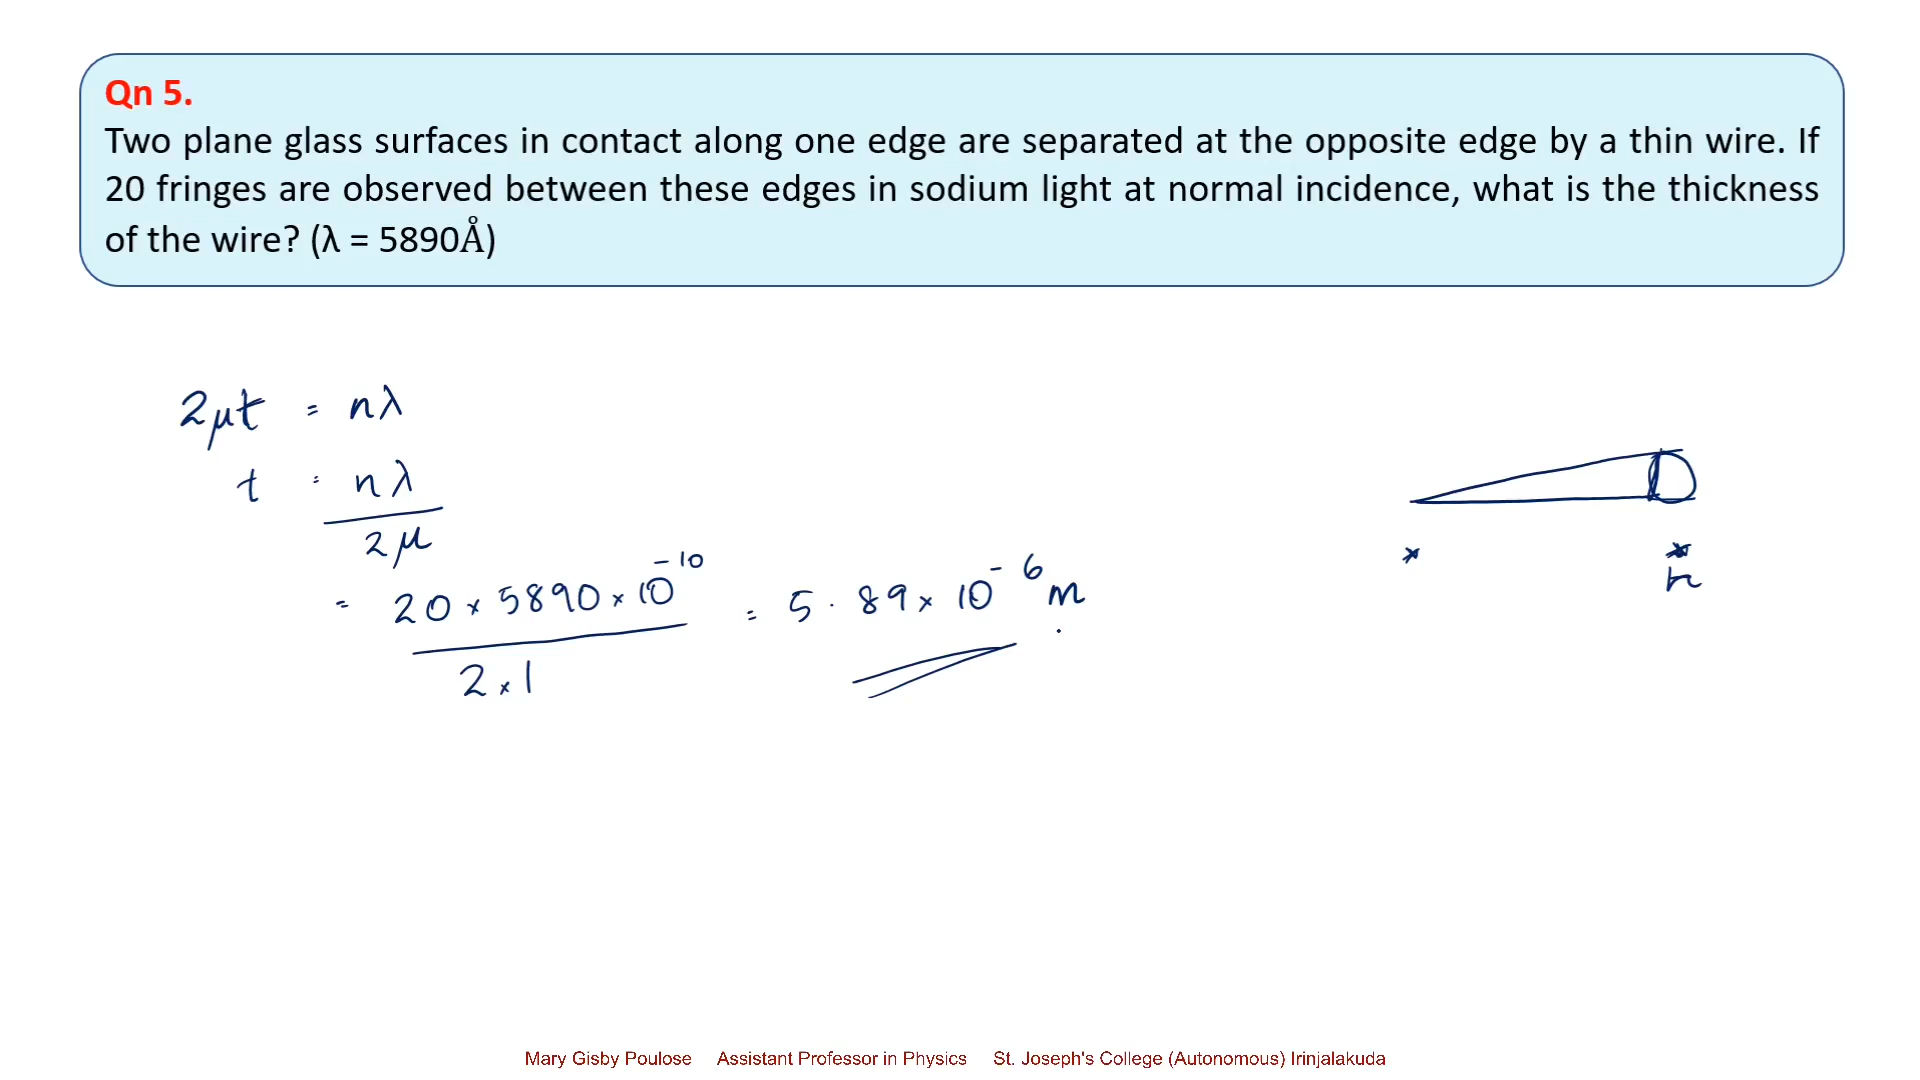 Qn 5.
Two plane glass surfaces in contact along one edge are separated at the opposite edge by a thin wire. If
20 fringes are observed between these edges in sodium light at normal incidence, what is the thickness
of the wire? (λ = 5890Å)
2μt = nλ
t = nλ
2μ
= 20 × 5890 × 10⁻¹⁰ = 5.89 × 10⁻⁶ m
2 × 1
n
Mary Gisby Poulose Assistant Professor in Physics St. Joseph's College (Autonomous) Irinjalakuda